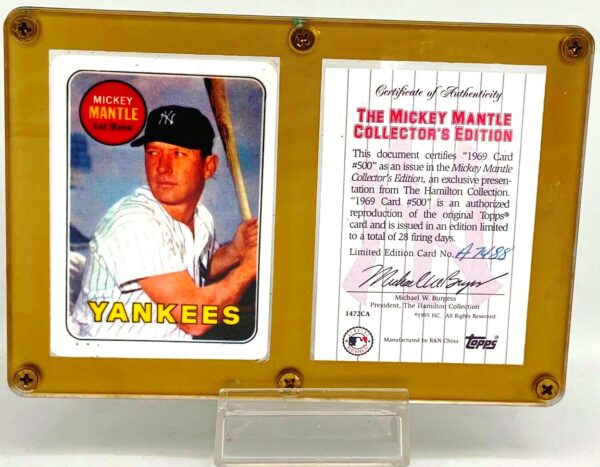 MICKEY
MANTLE
1st Base
NY
YANKEES
Certificate of Authenticity
THE MICKEY MANTLE
COLLECTOR'S EDITION
This document certifies "1969 Card
#500" as an issue in the Mickey Mantle
Collector's Edition, an exclusive presen-
tation from The Hamilton Collection.
"1969 Card #500" is an authorized
reproduction of the original Topps®
card and is issued in an edition limited
to a total of 28 firing days.
Limited Edition Card No. A7488
Michael W. Burgess
Michael W. Burgess
President, The Hamilton Collection
1472CA
©1995 HC. All Rights Reserved
Manufactured by R&N China
Topps®